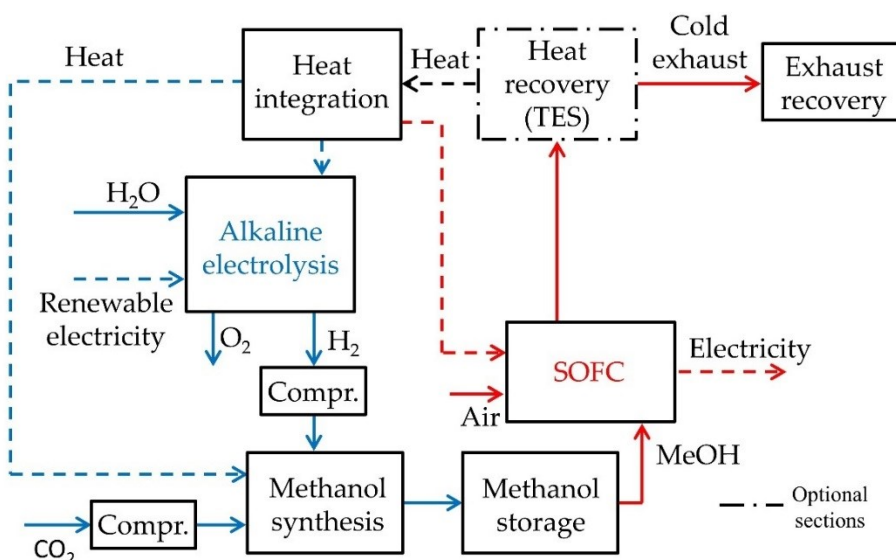 Heat
Heat
integration
Heat
Heat
recovery
(TES)
Cold
exhaust
Exhaust
recovery
H₂O
Alkaline
electrolysis
Renewable
electricity
O₂
H₂
Compr.
SOFC
Electricity
Air
MeOH
Methanol
synthesis
Methanol
storage
CO₂
Compr.
Optional
sections